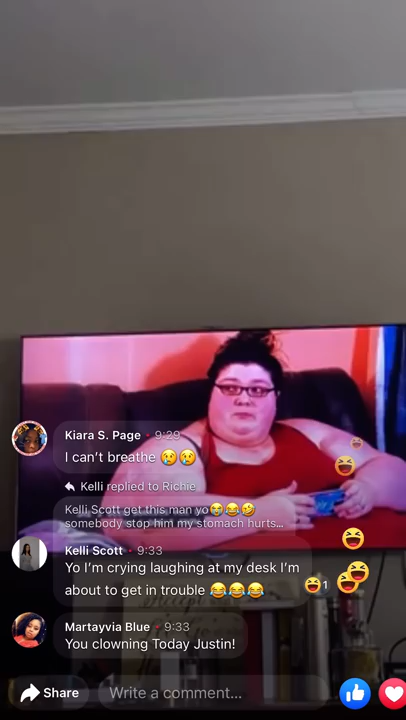 Kiara S. Page • 9:29
I can't breathe 😢😢
Kelli replied to Richie
Kelli Scott get this man yo😭😂🤣
somebody stop him my stomach hurts...
Kelli Scott • 9:33
Yo I'm crying laughing at my desk I'm
about to get in trouble 😂😂😂
1
Martayvia Blue • 9:33
You clowning Today Justin!
Share
Write a comment...